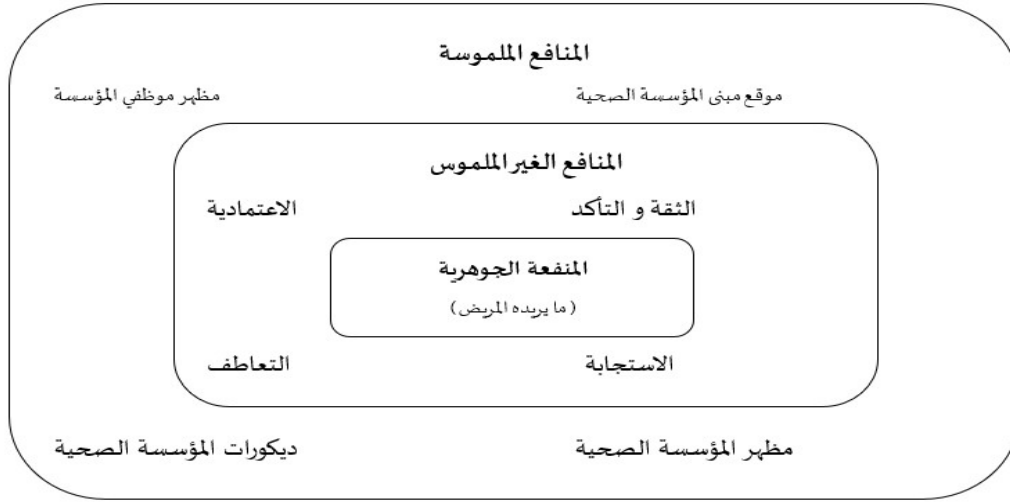 المنافع الملموسة
موقع مبنى المؤسسة الصحية مظهر موظفي المؤسسة
المنافع الغير الملموس
الثقة و التأكد الاعتمادية
المنفعة الجوهرية
(ما يريده المريض)
الاستجابة التعاطف
مظهر المؤسسة الصحية ديكورات المؤسسة الصحية